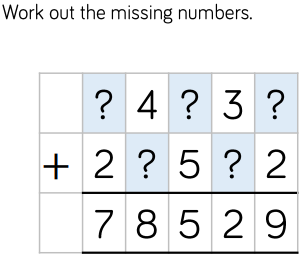 Work out the missing numbers.
? 4 ? 3 ?
+ 2 ? 5 ? 2
7 8 5 2 9